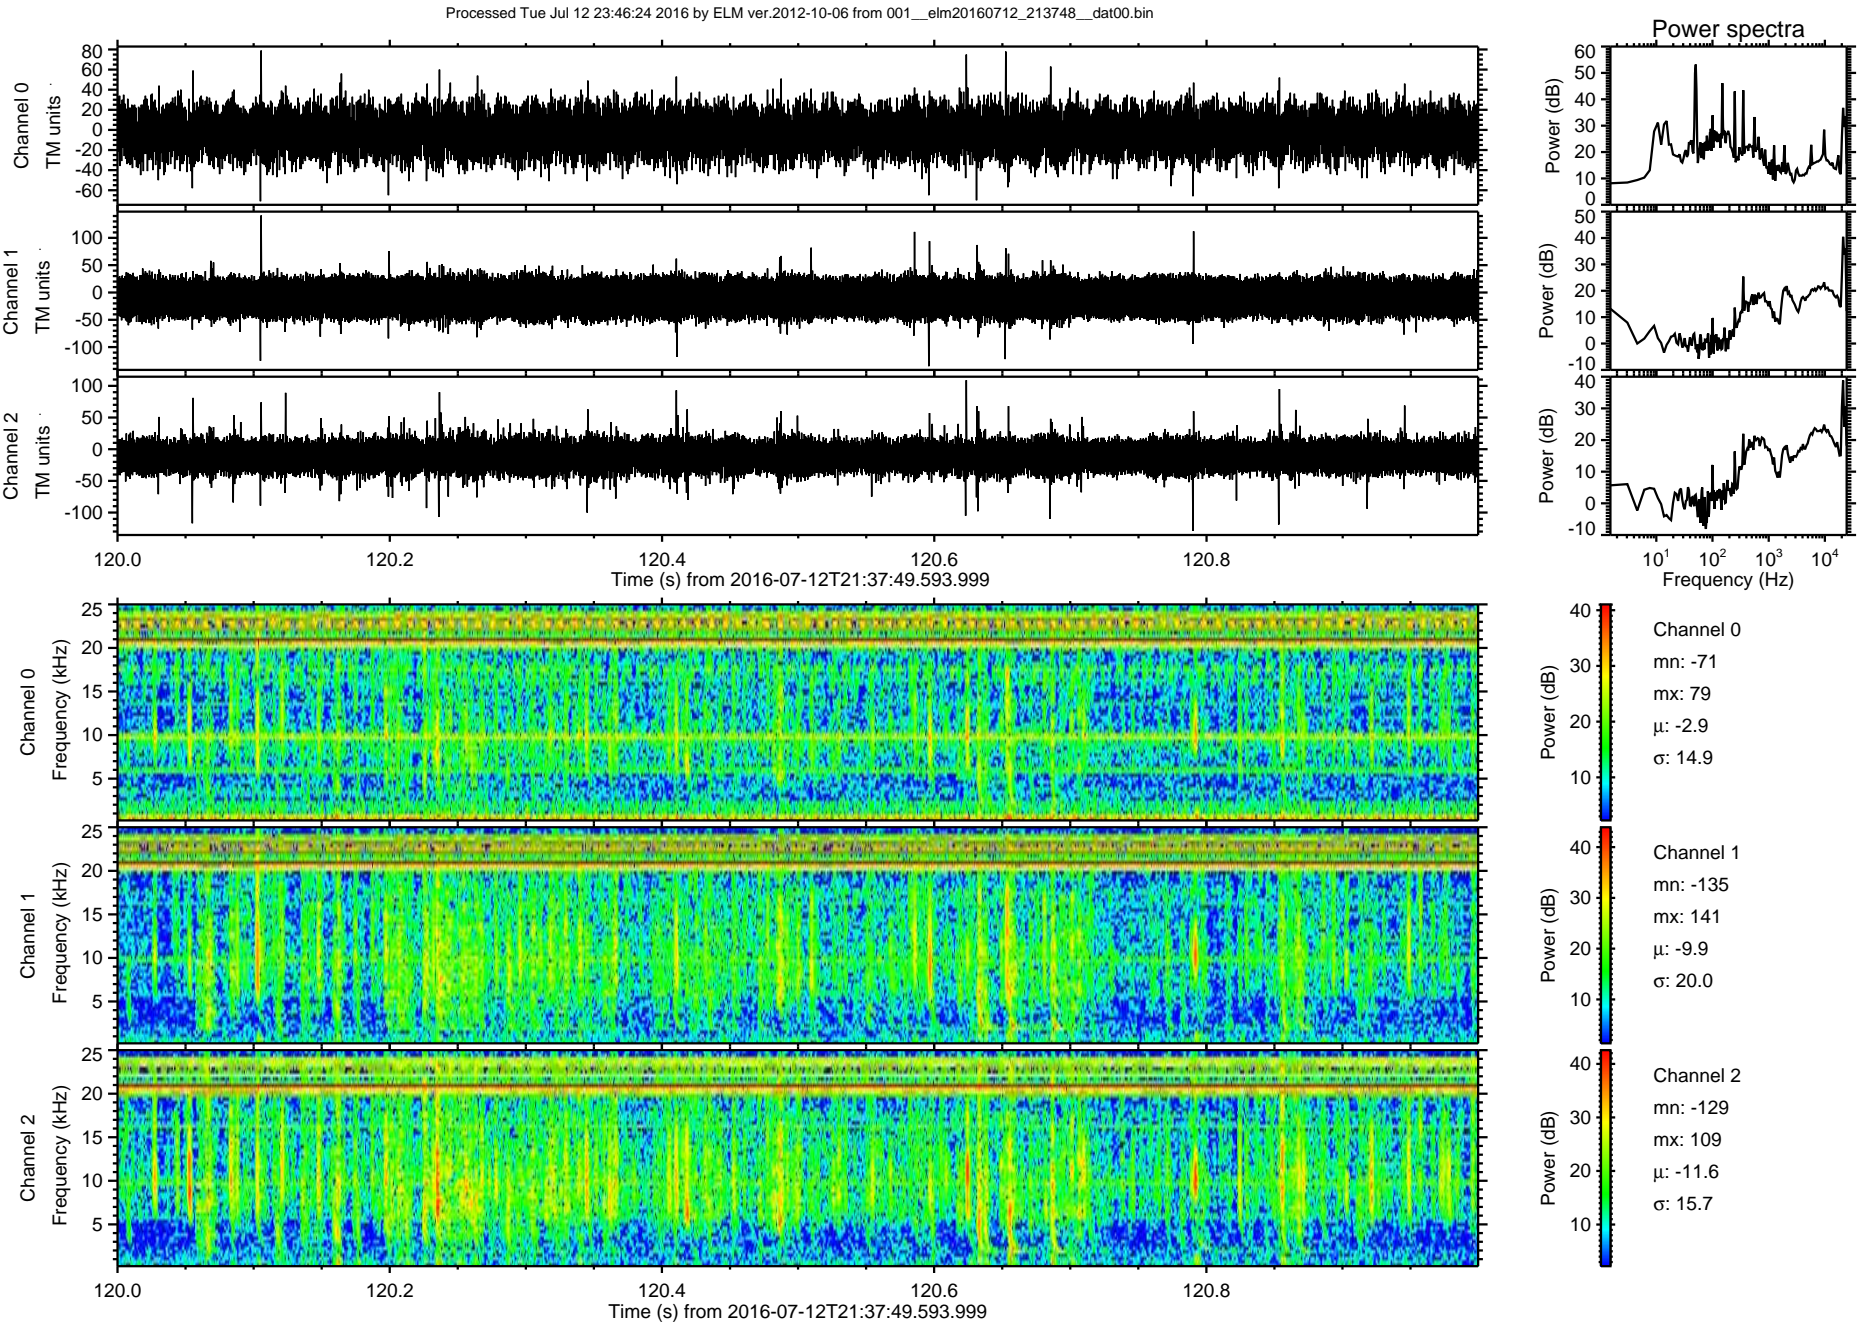 Processed Tue Jul 12 23:46:24 2016 by ELM ver.2012-10-06 from 001__elm20160712_213748__dat00.bin
Power spectra
Channel 0
TM units
80
60
40
20
0
-20
-40
-60
Power (dB)
60
50
40
30
20
10
0
Channel 1
TM units
100
50
0
-50
-100
Power (dB)
50
40
30
20
10
0
-10
Channel 2
TM units
100
50
0
-50
-100
Power (dB)
40
30
20
10
0
-10
120.0 120.2 120.4 120.6 120.8
Time (s) from 2016-07-12T21:37:49.593.999
10^1 10^2 10^3 10^4
Frequency (Hz)
Channel 0
Frequency (kHz)
25
20
15
10
5
Power (dB)
40
30
20
10
Channel 0
mn: -71
mx: 79
μ: -2.9
σ: 14.9
Channel 1
Frequency (kHz)
25
20
15
10
5
Power (dB)
40
30
20
10
Channel 1
mn: -135
mx: 141
μ: -9.9
σ: 20.0
Channel 2
Frequency (kHz)
25
20
15
10
5
Power (dB)
40
30
20
10
Channel 2
mn: -129
mx: 109
μ: -11.6
σ: 15.7
120.0 120.2 120.4 120.6 120.8
Time (s) from 2016-07-12T21:37:49.593.999